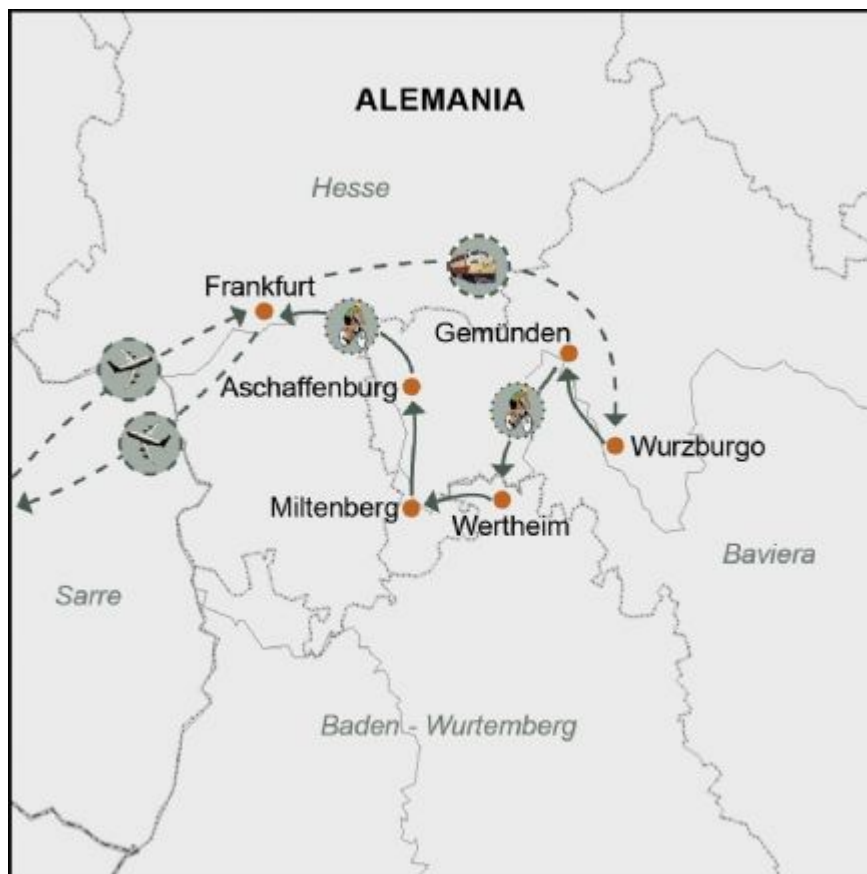 ALEMANIA
Hesse
Frankfurt
Gemünden
Aschaffenburg
Wurzburgo
Miltenberg
Wertheim
Baviera
Sarre
Baden - Wurtemberg